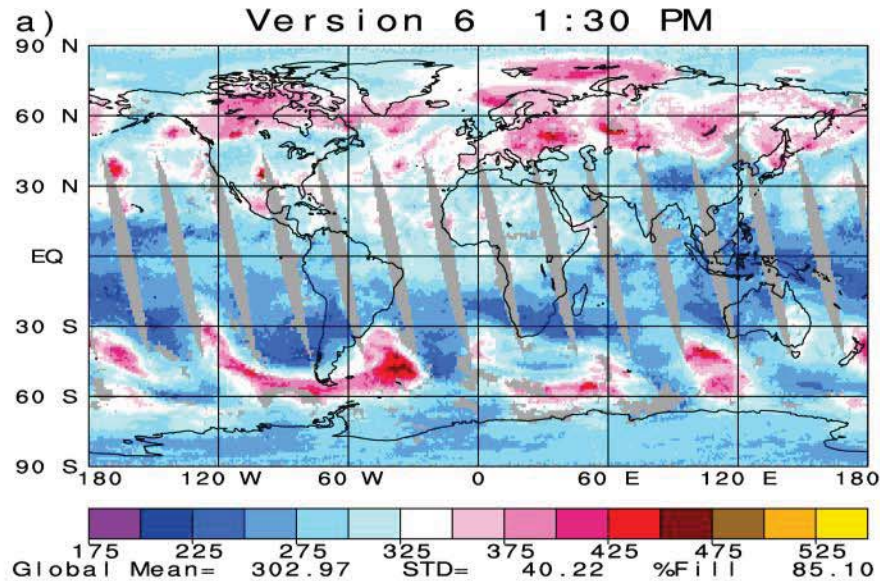 a) Version 6 1:30 PM
90 N
60 N
30 N
EQ
30 S
60 S
90 S
180 120 W 60 W 0 60 E 120 E 180
175 225 275 325 375 425 475 525
Global Mean= 302.97 STD= 40.22 %Fill 85.10